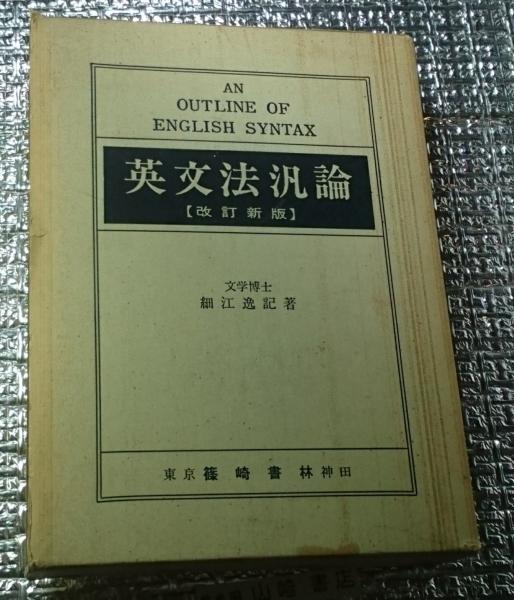 AN
OUTLINE OF
ENGLISH SYNTAX
英文法汎論
【改訂新版】
文学博士
細江逸記著
東京 篠崎書林 神田